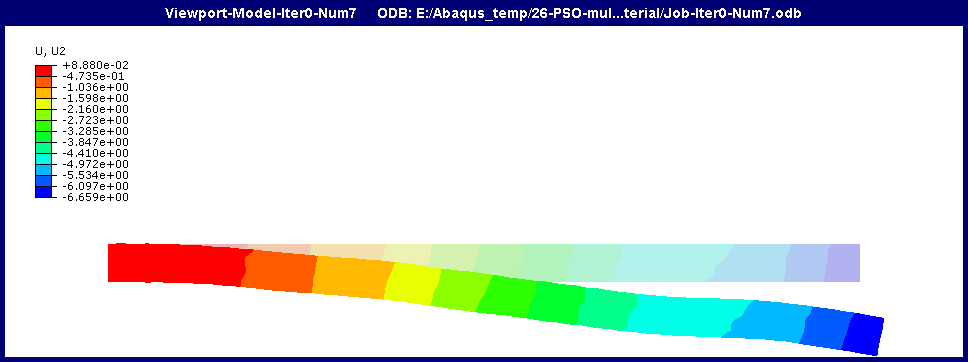 Viewport-Model-Iter0-Num7 ODB: E:/Abaqus_temp/26-PSO-mul...terial/Job-Iter0-Num7.odb
U, U2
+8.880e-02
-4.735e-01
-1.036e+00
-1.598e+00
-2.160e+00
-2.723e+00
-3.285e+00
-3.847e+00
-4.410e+00
-4.972e+00
-5.534e+00
-6.097e+00
-6.659e+00